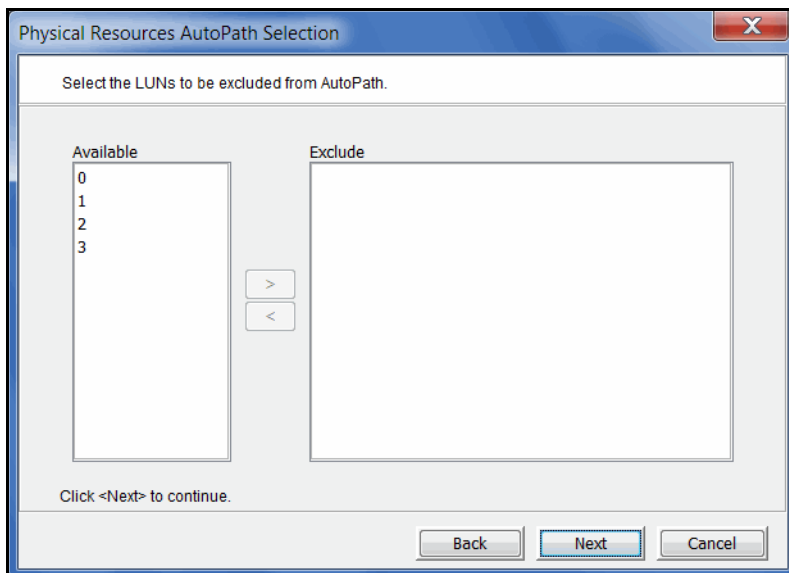 Physical Resources AutoPath Selection
X
Select the LUNs to be excluded from AutoPath.
Available
Exclude
0
1
2
3
>
<
Click <Next> to continue.
Back
Next
Cancel